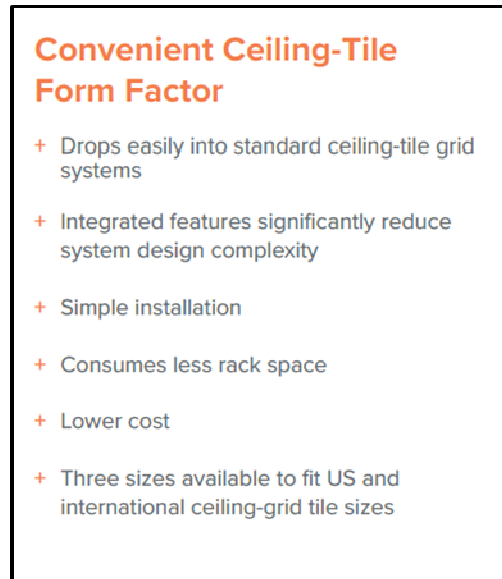 Convenient Ceiling-Tile
Form Factor
+ Drops easily into standard ceiling-tile grid
systems
+ Integrated features significantly reduce
system design complexity
+ Simple installation
+ Consumes less rack space
+ Lower cost
+ Three sizes available to fit US and
international ceiling-grid tile sizes